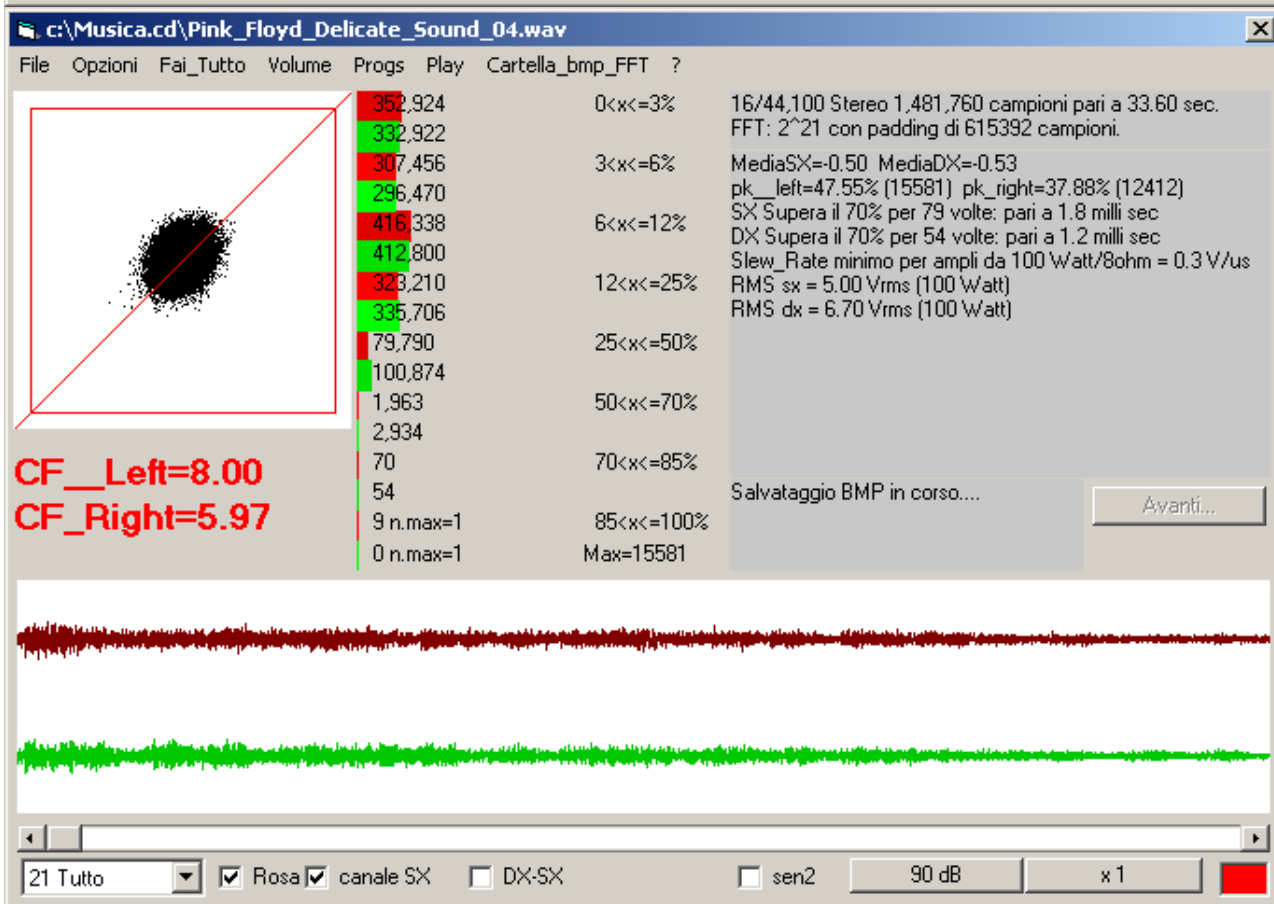 c:\Musica.cd\Pink_Floyd_Delicate_Sound_04.wav
File Opzioni Fai_Tutto Volume Progs Play Cartella_bmp_FFT ?
352,924 0<x<=3%
332,922
307,456 3<x<=6%
296,470
416,338 6<x<=12%
412,800
323,210 12<x<=25%
335,706
79,790 25<x<=50%
100,874
1,963 50<x<=70%
2,934
70 70<x<=85%
54
9 n.max=1 85<x<=100%
0 n.max=1 Max=15581
16/44,100 Stereo 1,481,760 campioni pari a 33.60 sec.
FFT: 2^21 con padding di 615392 campioni.
MediaSX=-0.50 MediaDX=-0.53
pk__left=47.55% (15581) pk_right=37.88% (12412)
SX Supera il 70% per 79 volte: pari a 1.8 milli sec
DX Supera il 70% per 54 volte: pari a 1.2 milli sec
Slew_Rate minimo per ampli da 100 Watt/8ohm = 0.3 V/us
RMS sx = 5.00 Vrms (100 Watt)
RMS dx = 6.70 Vrms (100 Watt)
CF__Left=8.00
CF_Right=5.97
Salvataggio BMP in corso....
Avanti...
21 Tutto Rosa canale SX DX-SX sen2 90 dB x 1